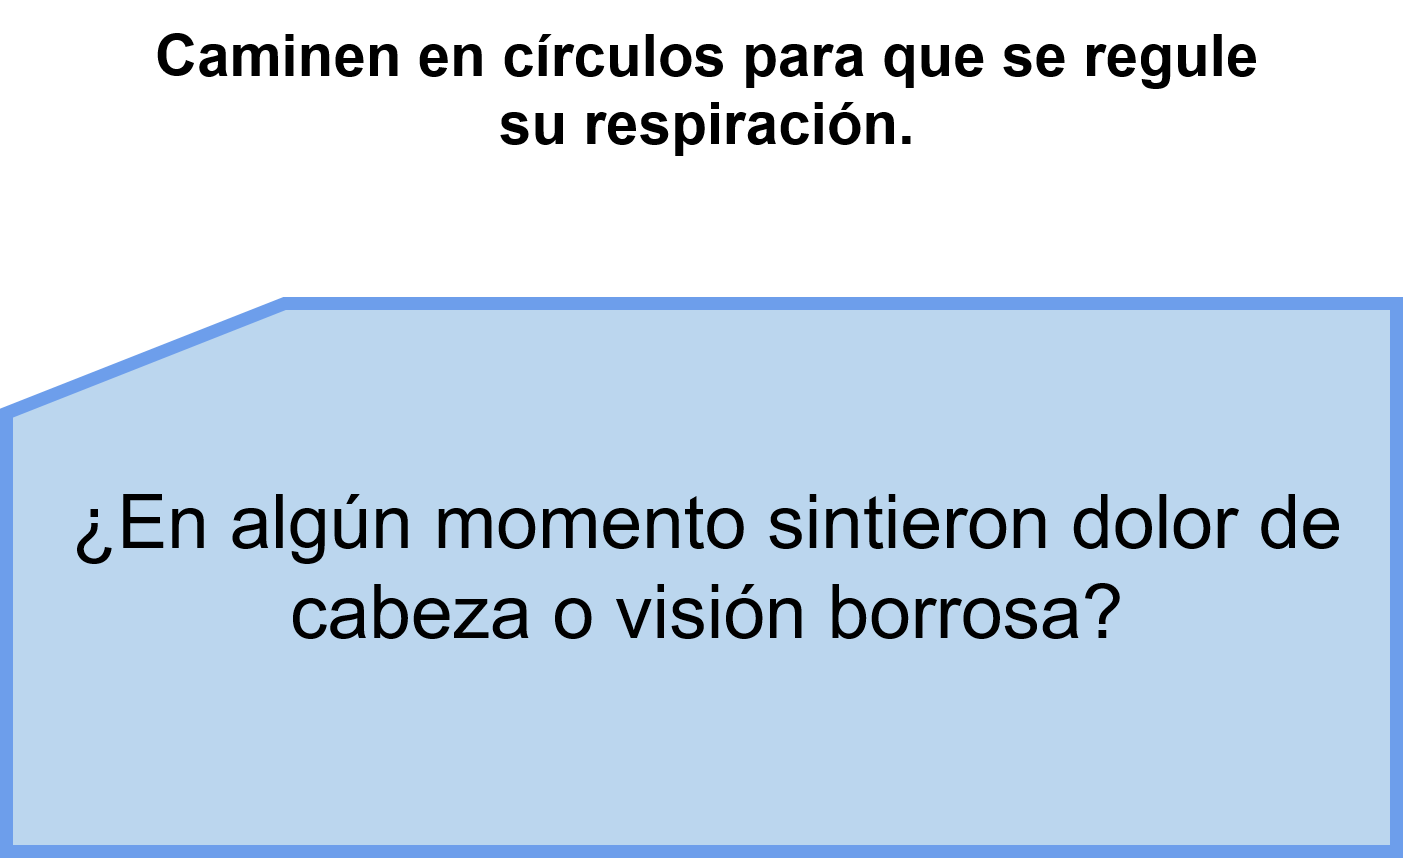 Caminen en círculos para que se regule
su respiración.
¿En algún momento sintieron dolor de
cabeza o visión borrosa?